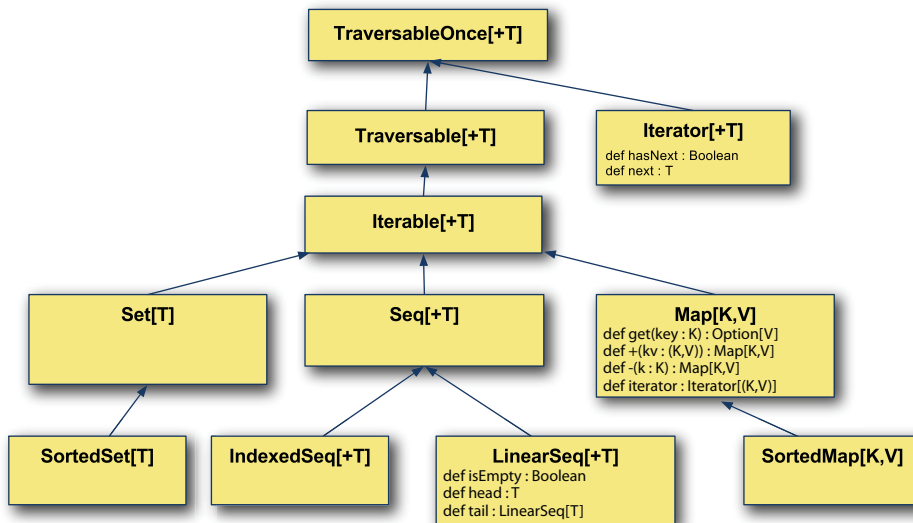 TraversableOnce[+T]
Traversable[+T]
Iterator[+T]
def hasNext : Boolean
def next : T
Iterable[+T]
Set[T]
Seq[+T]
Map[K,V]
def get(key : K) : Option[V]
def +(kv : (K,V)) : Map[K,V]
def -(k : K) : Map[K,V]
def iterator : Iterator[(K,V)]
SortedSet[T]
IndexedSeq[+T]
LinearSeq[+T]
def isEmpty : Boolean
def head : T
def tail : LinearSeq[T]
SortedMap[K,V]